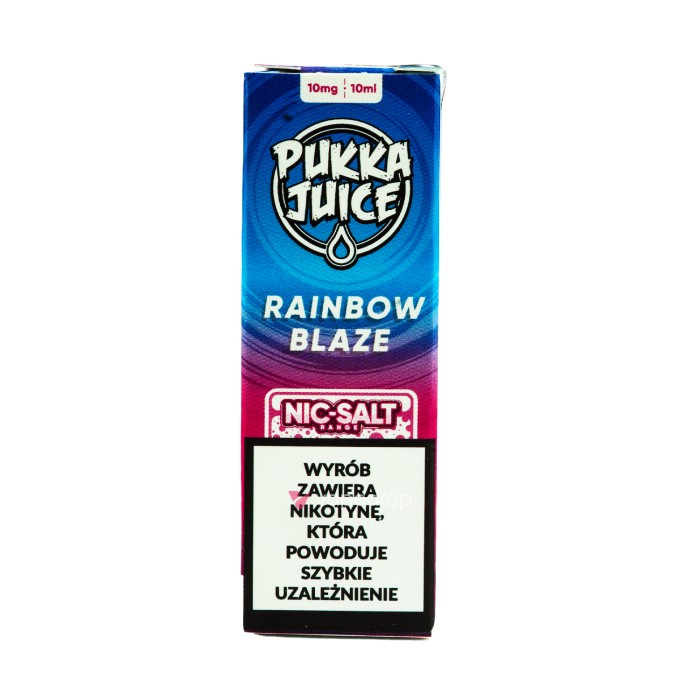 10mg 10ml
PUKKA
JUICE
RAINBOW
BLAZE
NIC-SALT
RANGE
WYRÓB
ZAWIERA
NIKOTYNĘ,
KTÓRA
POWODUJE
SZYBKIE
UZALEŻNIENIE